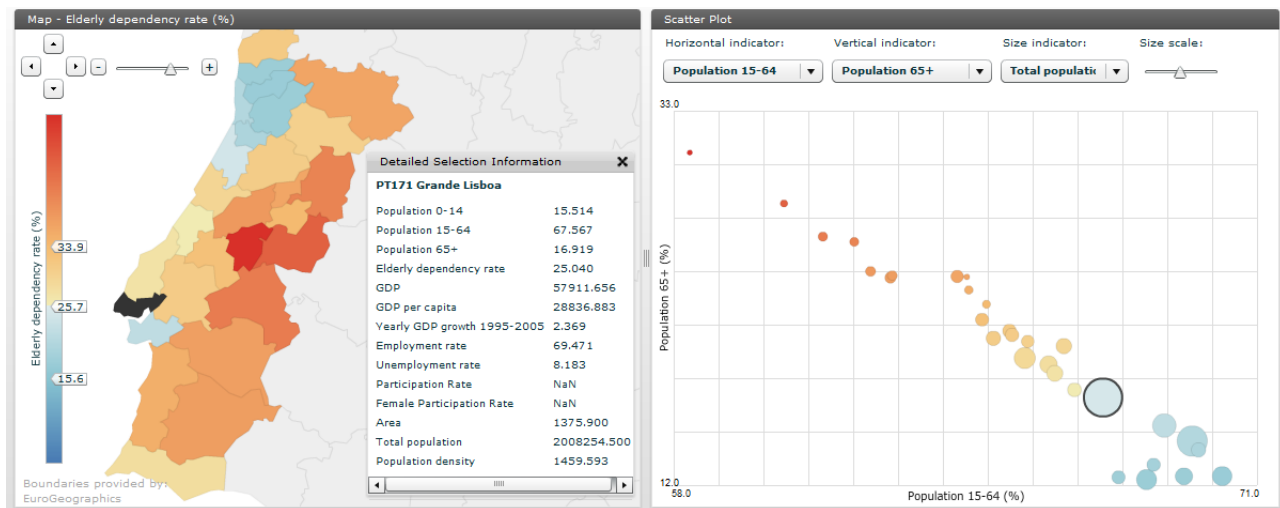 Map - Elderly dependency rate (%)
Elderly dependency rate (%)
33.9
25.7
15.6
Boundaries provided by:
EuroGeographics
Detailed Selection Information
PT171 Grande Lisboa
Population 0-14 15.514
Population 15-64 67.567
Population 65+ 16.919
Elderly dependency rate 25.040
GDP 57911.656
GDP per capita 28836.883
Yearly GDP growth 1995-2005 2.369
Employment rate 69.471
Unemployment rate 8.183
Participation Rate NaN
Female Participation Rate NaN
Area 1375.900
Total population 2008254.500
Population density 1459.593
Scatter Plot
Horizontal indicator: Vertical indicator: Size indicator: Size scale:
Population 15-64 Population 65+ Total populatic
33.0
Population 65+ (%)
12.0
58.0 Population 15-64 (%) 71.0